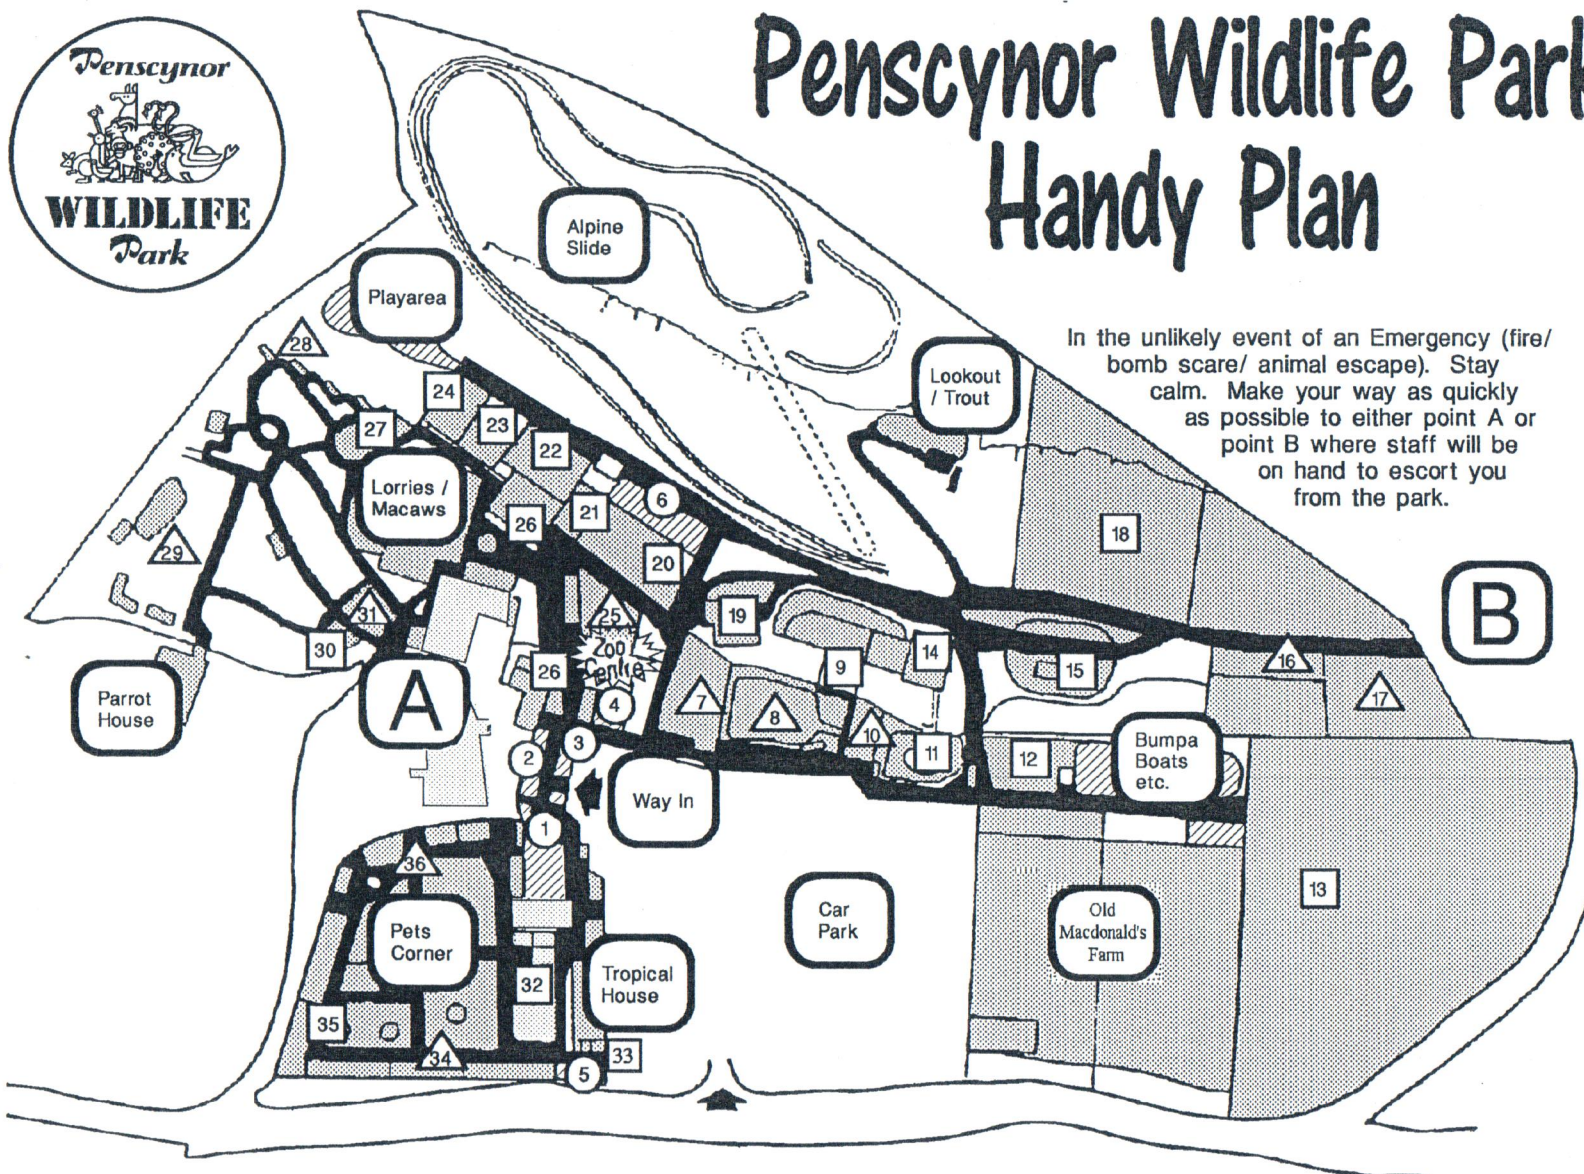 Penscynor
WILDLIFE
Park
Penscynor Wildlife Park
Handy Plan
In the unlikely event of an Emergency (fire/
bomb scare/ animal escape). Stay
calm. Make your way as quickly
as possible to either point A or
point B where staff will be
on hand to escort you
from the park.
Alpine
Slide
Playarea
28
24
23
22
27
Lookout
/ Trout
Lorries /
Macaws
26
21
6
20
18
29
31
30
25
Zoo
Centre
26
4
19
9
14
15
16
17
B
Parrot
House
A
7
8
10
11
12
Bumpa
Boats
etc.
2
3
Way In
1
36
Pets
Corner
32
Tropical
House
Car
Park
Old
Macdonald's
Farm
13
35
34
33
5